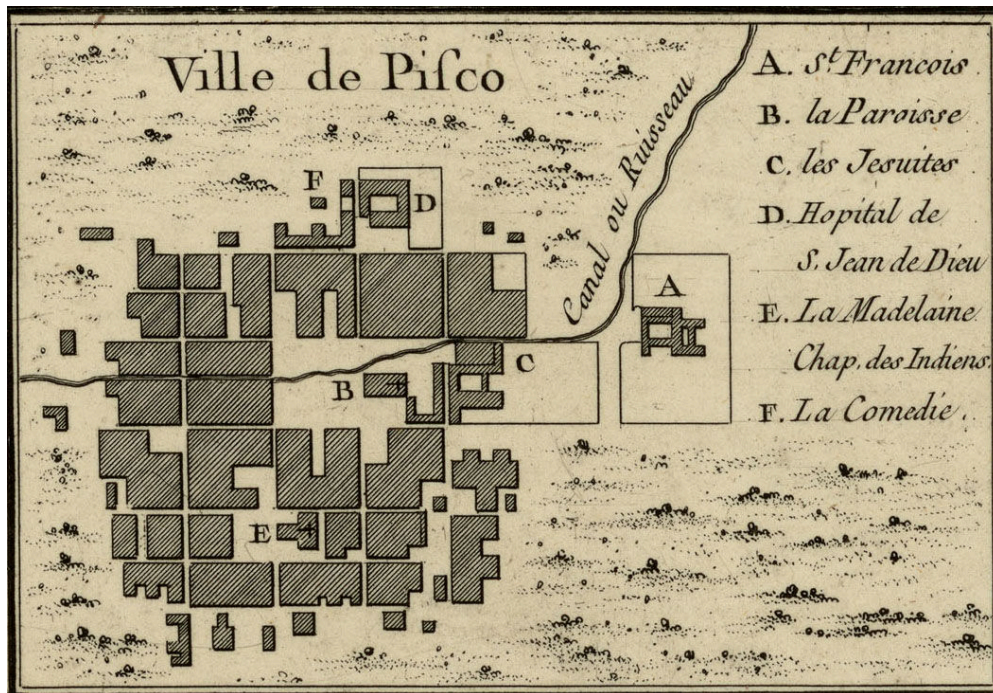 Ville de Piſco
A. S.t Francois
B. la Paroisse
C. les Jesuites
D. Hopital de
S. Jean de Dieu
E. La Madelaine
Chap. des Indiens.
F. La Comedie.
Canal ou Ruisseau
F
D
A
C
B
E